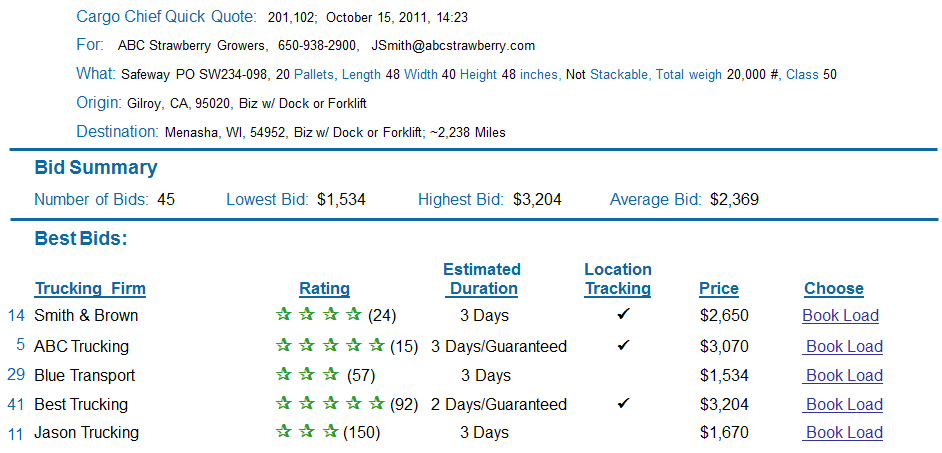 Cargo Chief Quick Quote: 201,102; October 15, 2011, 14:23
For: ABC Strawberry Growers, 650-938-2900, JSmith@abcstrawberry.com
What: Safeway PO SW234-098, 20 Pallets, Length 48 Width 40 Height 48 inches, Not Stackable, Total weigh 20,000 #, Class 50
Origin: Gilroy, CA, 95020, Biz w/ Dock or Forklift
Destination: Menasha, WI, 54952, Biz w/ Dock or Forklift; ~2,238 Miles
Bid Summary
Number of Bids: 45 Lowest Bid: $1,534 Highest Bid: $3,204 Average Bid: $2,369
Best Bids:
Estimated Location
Trucking Firm Rating Duration Tracking Price Choose
14 Smith & Brown ✰ ✰ ✰ ✰ (24) 3 Days ✓ $2,650 Book Load
5 ABC Trucking ✰ ✰ ✰ ✰ ✰ (15) 3 Days/Guaranteed ✓ $3,070 Book Load
29 Blue Transport ✰ ✰ ✰ (57) 3 Days $1,534 Book Load
41 Best Trucking ✰ ✰ ✰ ✰ ✰ (92) 2 Days/Guaranteed ✓ $3,204 Book Load
11 Jason Trucking ✰ ✰ ✰ (150) 3 Days $1,670 Book Load